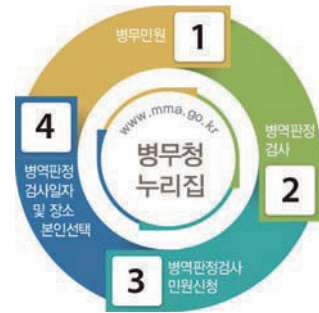 병무민원
1
병역판정
검사
2
3
병역판정검사
민원신청
4
병역판정
검사일자
및 장소
본인선택
www.mma.go.kr
병무청
누리집